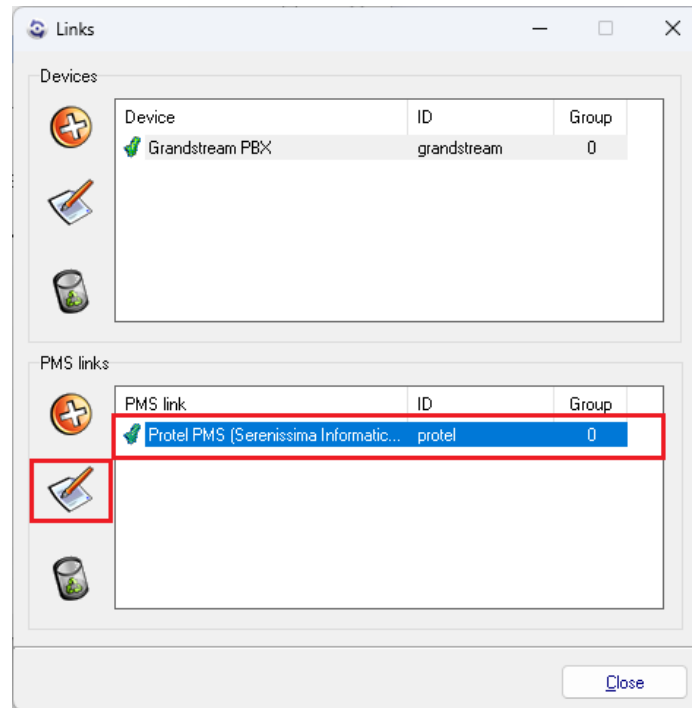 Links
Devices
Device ID Group
Grandstream PBX grandstream 0
PMS links
PMS link ID Group
Protel PMS (Serenissima Informatic... protel 0
Close